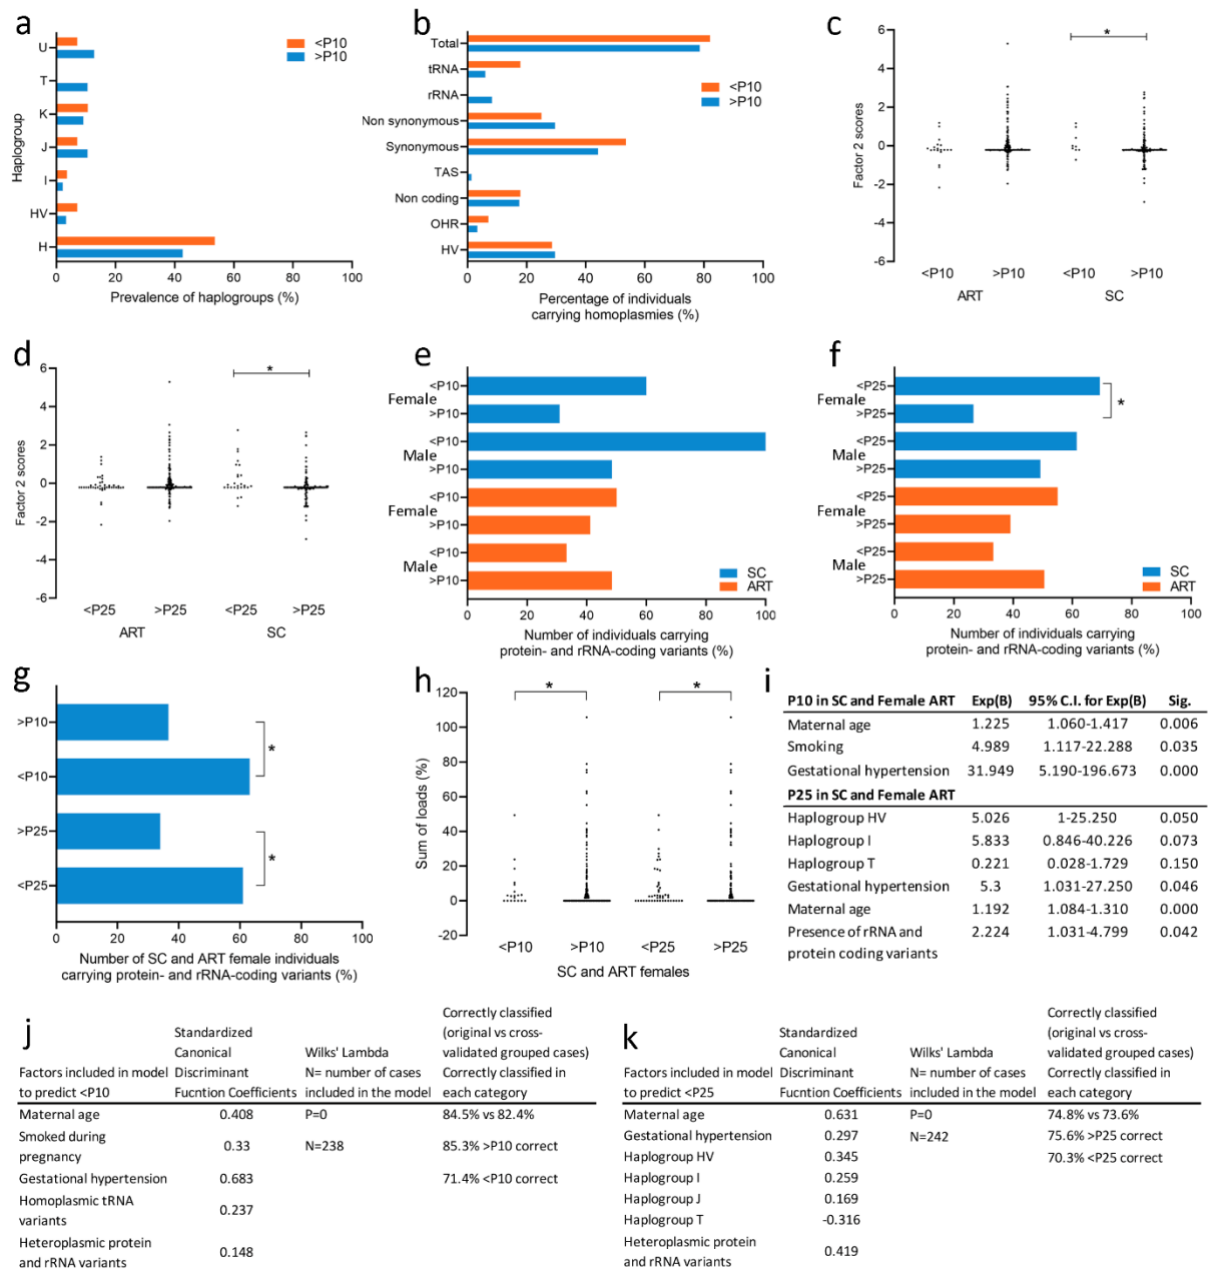 a
<P10
>P10
Haplogroup
U
T
K
J
I
HV
H
0
20
40
60
80
100
Prevalence of haplogroups (%)
b
<P10
>P10
Total
tRNA
rRNA
Non synonymous
Synonymous
TAS
Non coding
OHR
HV
0
20
40
60
80
100
Percentage of individuals
carrying homoplasmies (%)
c
*
Factor 2 scores
6
4
2
0
-2
-4
-6
<P10 >P10 <P10 >P10
ART SC
d
*
Factor 2 scores
6
4
2
0
-2
-4
-6
<P25 >P25 <P25 >P25
ART SC
e
Female
<P10
>P10
Male
<P10
>P10
Female
<P10
>P10
Male
<P10
>P10
SC
ART
0
20
40
60
80
100
Number of individuals carrying
protein- and rRNA-coding variants (%)
f
Female
<P25
>P25
*
Male
<P25
>P25
Female
<P25
>P25
Male
<P25
>P25
SC
ART
0
20
40
60
80
100
Number of individuals carrying
protein- and rRNA-coding variants (%)
g
>P10
<P10
*
>P25
<P25
*
0
20
40
60
80
100
Number of SC and ART female individuals
carrying protein- and rRNA-coding variants (%)
h
* *
Sum of loads (%)
120
100
80
60
40
20
0
-20
<P10 >P10 <P25 >P25
SC and ART females
i
P10 in SC and Female ART Exp(B) 95% C.I. for Exp(B) Sig.
Maternal age 1.225 1.060-1.417 0.006
Smoking 4.989 1.117-22.288 0.035
Gestational hypertension 31.949 5.190-196.673 0.000
P25 in SC and Female ART
Haplogroup HV 5.026 1-25.250 0.050
Haplogroup I 5.833 0.846-40.226 0.073
Haplogroup T 0.221 0.028-1.729 0.150
Gestational hypertension 5.3 1.031-27.250 0.046
Maternal age 1.192 1.084-1.310 0.000
Presence of rRNA and 2.224 1.031-4.799 0.042
protein coding variants
j
Factors included in model
to predict <P10
Standardized
Canonical
Discriminant
Fucntion Coefficients
Wilks' Lambda
N= number of cases
included in the model
Correctly classified
(original vs cross-
validated grouped cases)
Correctly classified in
each category
Maternal age 0.408 P=0 84.5% vs 82.4%
Smoked during
pregnancy
0.33 N=238 85.3% >P10 correct
Gestational hypertension 0.683 71.4% <P10 correct
Homoplasmic tRNA
variants
0.237
Heteroplasmic protein
and rRNA variants
0.148
k
Factors included in model
to predict <P25
Standardized
Canonical
Discriminant
Fucntion Coefficients
Wilks' Lambda
N= number of cases
included in the model
Correctly classified
(original vs cross-
validated grouped cases)
Correctly classified in
each category
Maternal age 0.631 P=0 74.8% vs 73.6%
Gestational hypertension 0.297 N=242 75.6% >P25 correct
Haplogroup HV 0.345 70.3% <P25 correct
Haplogroup I 0.259
Haplogroup J 0.169
Haplogroup T -0.316
Heteroplasmic protein
and rRNA variants
0.419